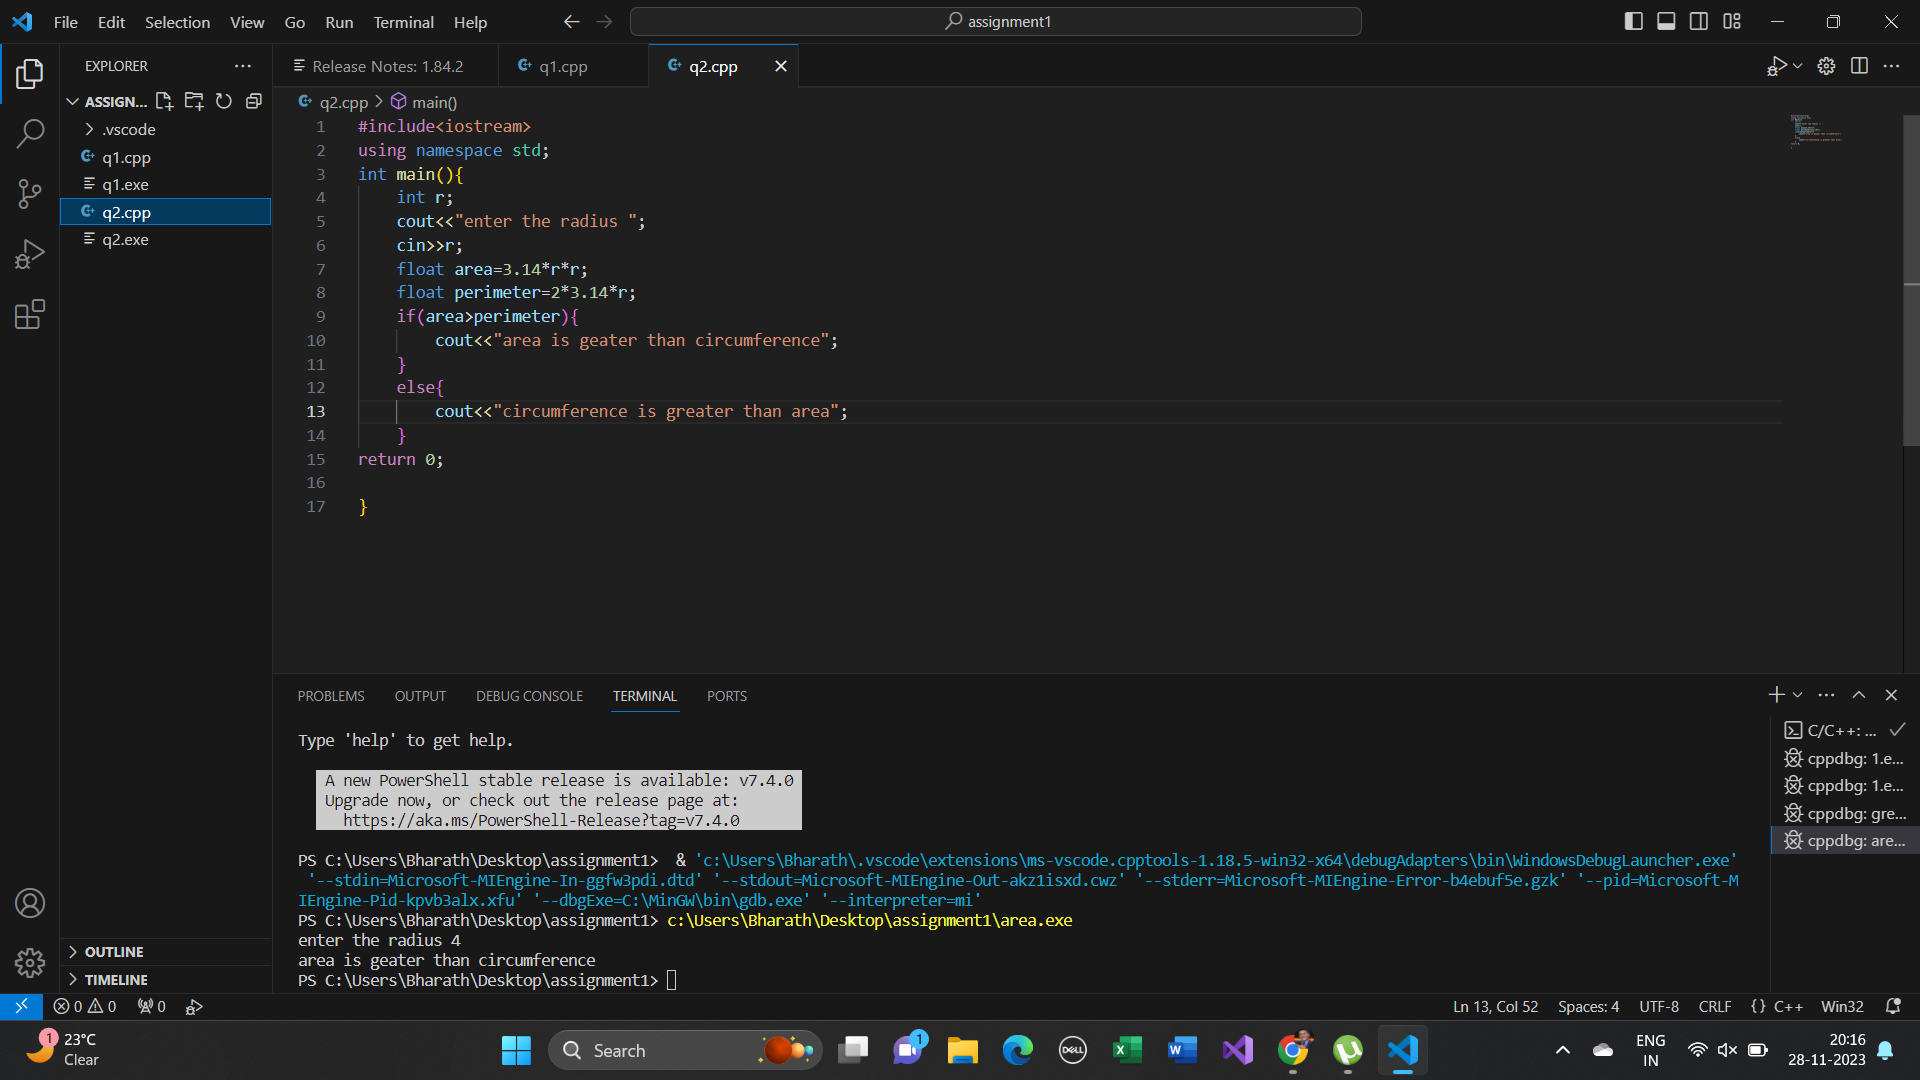 File Edit Selection View Go Run Terminal Help
assignment1
EXPLORER
Release Notes: 1.84.2
q1.cpp
q2.cpp
ASSIGN...
.vscode
q1.cpp
q1.exe
q2.cpp
q2.exe
q2.cpp > main()
1 #include<iostream>
2 using namespace std;
3 int main(){
4 int r;
5 cout<<"enter the radius ";
6 cin>>r;
7 float area=3.14*r*r;
8 float perimeter=2*3.14*r;
9 if(area>perimeter){
10 cout<<"area is geater than circumference";
11 }
12 else{
13 cout<<"circumference is greater than area";
14 }
15 return 0;
16
17 }
PROBLEMS OUTPUT DEBUG CONSOLE TERMINAL PORTS
Type 'help' to get help.
A new PowerShell stable release is available: v7.4.0
Upgrade now, or check out the release page at:
https://aka.ms/PowerShell-Release?tag=v7.4.0
PS C:\Users\Bharath\Desktop\assignment1>  & 'c:\Users\Bharath\.vscode\extensions\ms-vscode.cpptools-1.18.5-win32-x64\debugAdapters\bin\WindowsDebugLauncher.exe'
'--stdin=Microsoft-MIEngine-In-ggfw3pdi.dtd' '--stdout=Microsoft-MIEngine-Out-akz1isxd.cwz' '--stderr=Microsoft-MIEngine-Error-b4ebuf5e.gzk' '--pid=Microsoft-M
IEngine-Pid-kpvb3alx.xfu' '--dbgExe=C:\MinGW\bin\gdb.exe' '--interpreter=mi'
PS C:\Users\Bharath\Desktop\assignment1> c:\Users\Bharath\Desktop\assignment1\area.exe
enter the radius 4
area is geater than circumference
PS C:\Users\Bharath\Desktop\assignment1>
C/C++: ...
cppdbg: 1.e...
cppdbg: 1.e...
cppdbg: gre...
cppdbg: are...
OUTLINE
TIMELINE
0 0 0
Ln 13, Col 52 Spaces: 4 UTF-8 CRLF {} C++ Win32
1
23°C
Clear
Search
1
DELL
X
W
ENG
IN
20:16
28-11-2023